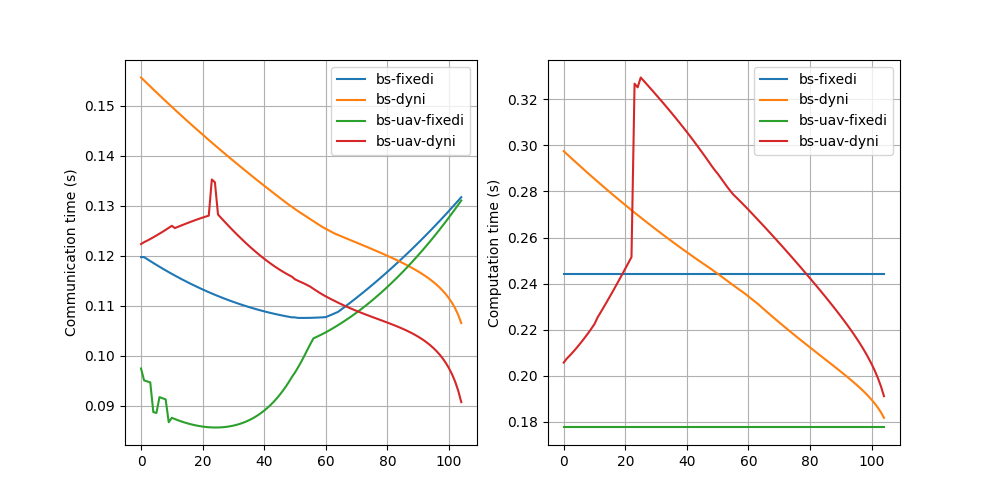 Communication time (s)
0.15
0.14
0.13
0.12
0.11
0.10
0.09
0 20 40 60 80 100
bs-fixedi
bs-dyni
bs-uav-fixedi
bs-uav-dyni
Computation time (s)
0.32
0.30
0.28
0.26
0.24
0.22
0.20
0.18
0 20 40 60 80 100
bs-fixedi
bs-dyni
bs-uav-fixedi
bs-uav-dyni